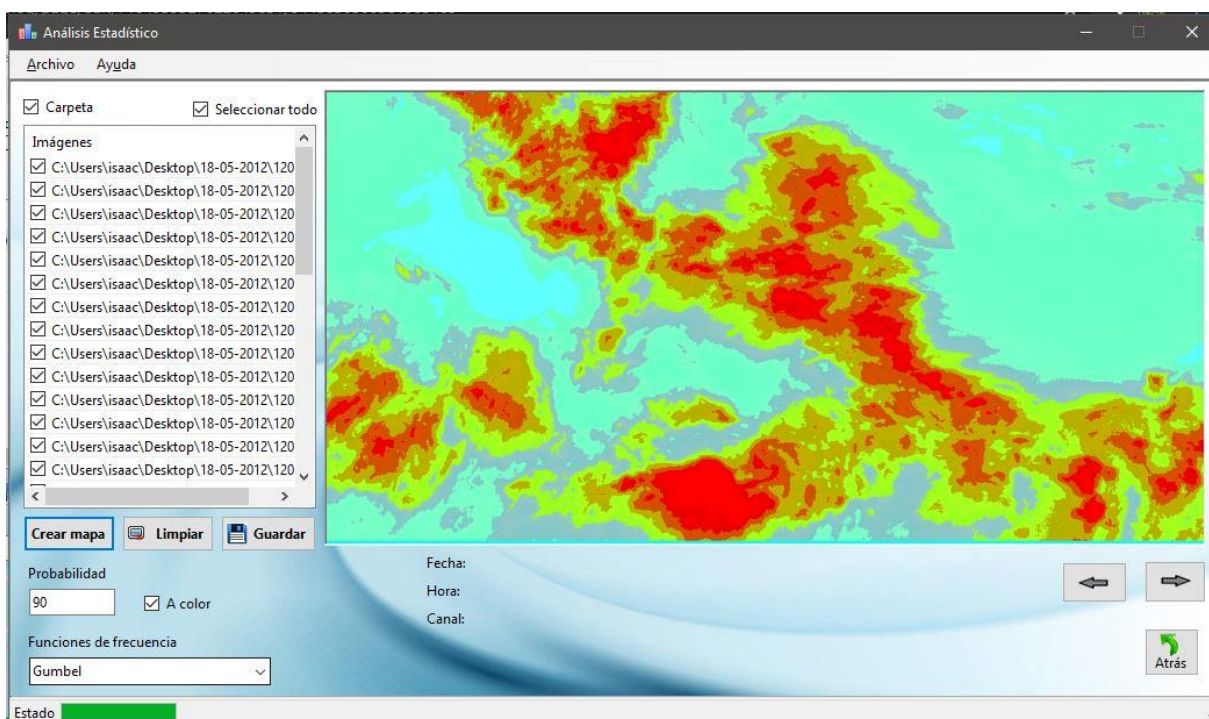 Análisis Estadístico
Archivo Ayuda
Carpeta Seleccionar todo
Imágenes
C:\Users\isaac\Desktop\18-05-2012\120
C:\Users\isaac\Desktop\18-05-2012\120
C:\Users\isaac\Desktop\18-05-2012\120
C:\Users\isaac\Desktop\18-05-2012\120
C:\Users\isaac\Desktop\18-05-2012\120
C:\Users\isaac\Desktop\18-05-2012\120
C:\Users\isaac\Desktop\18-05-2012\120
C:\Users\isaac\Desktop\18-05-2012\120
C:\Users\isaac\Desktop\18-05-2012\120
C:\Users\isaac\Desktop\18-05-2012\120
C:\Users\isaac\Desktop\18-05-2012\120
C:\Users\isaac\Desktop\18-05-2012\120
C:\Users\isaac\Desktop\18-05-2012\120
C:\Users\isaac\Desktop\18-05-2012\120
Crear mapa Limpiar Guardar
Probabilidad
90 A color
Funciones de frecuencia
Gumbel
Fecha:
Hora:
Canal:
Atrás
Estado